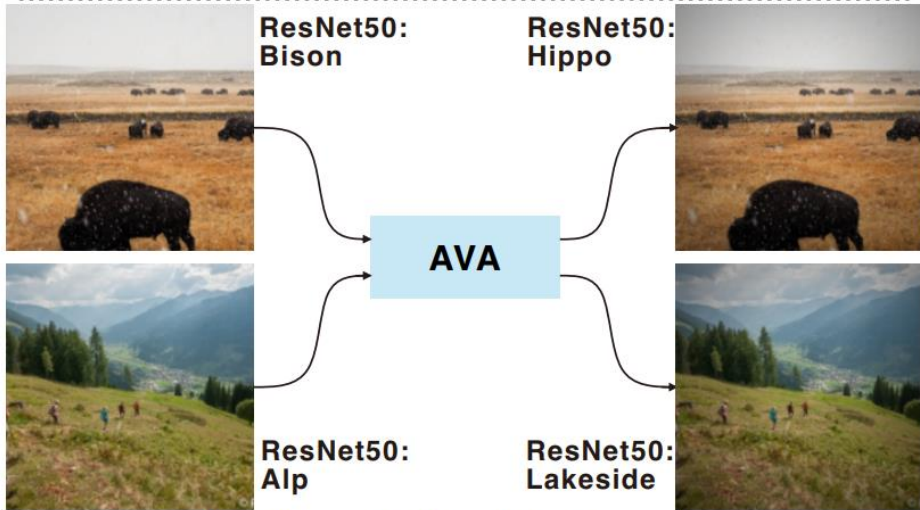 ResNet50:
Bison
ResNet50:
Hippo
AVA
ResNet50:
Alp
ResNet50:
Lakeside